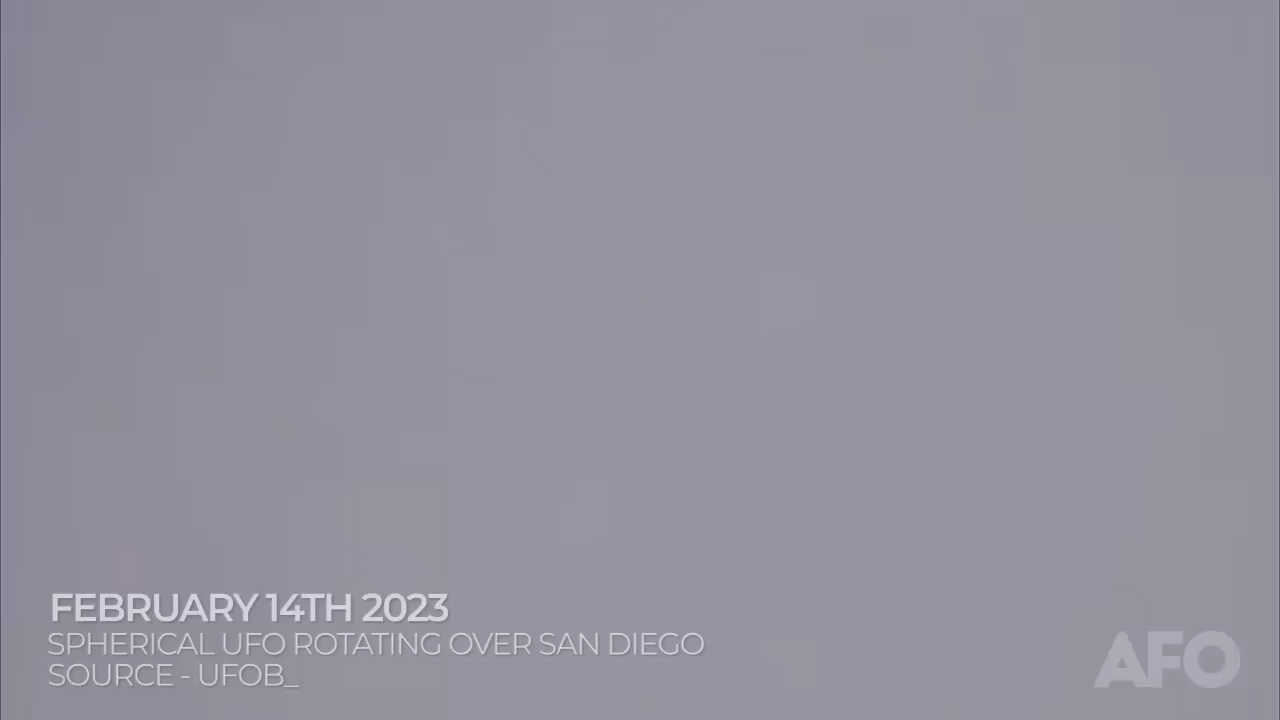 FEBRUARY 14TH 2023
SPHERICAL UFO ROTATING OVER SAN DIEGO
SOURCE - UFOB_
AFO